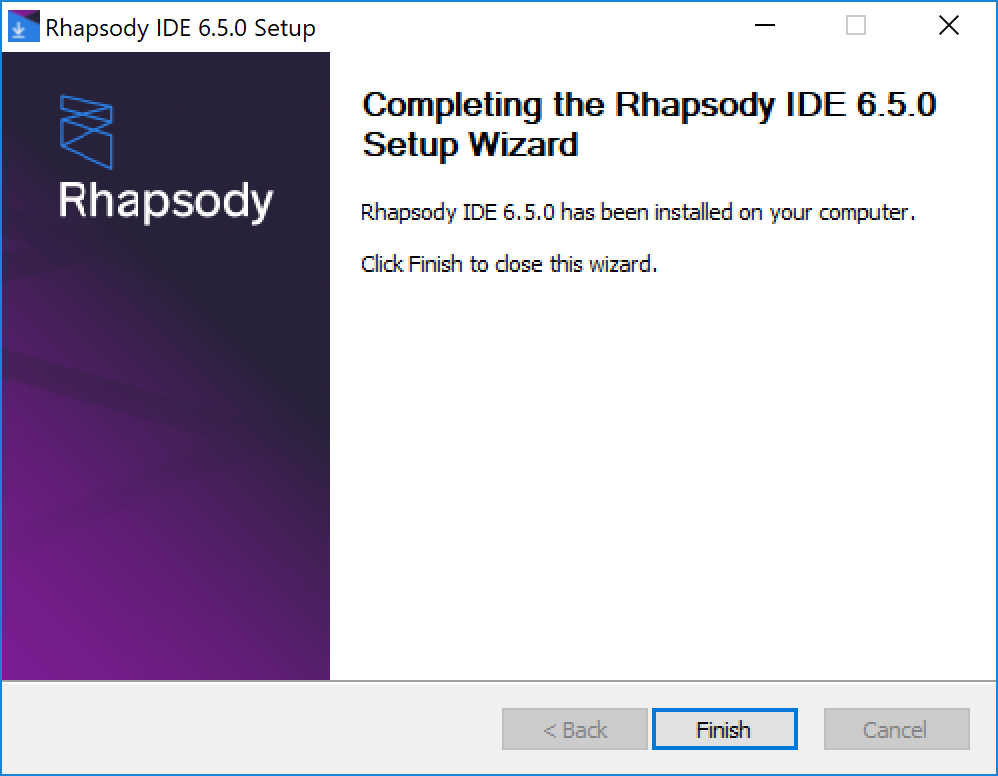 Rhapsody IDE 6.5.0 Setup
Rhapsody
Completing the Rhapsody IDE 6.5.0
Setup Wizard
Rhapsody IDE 6.5.0 has been installed on your computer.
Click Finish to close this wizard.
< Back
Finish
Cancel